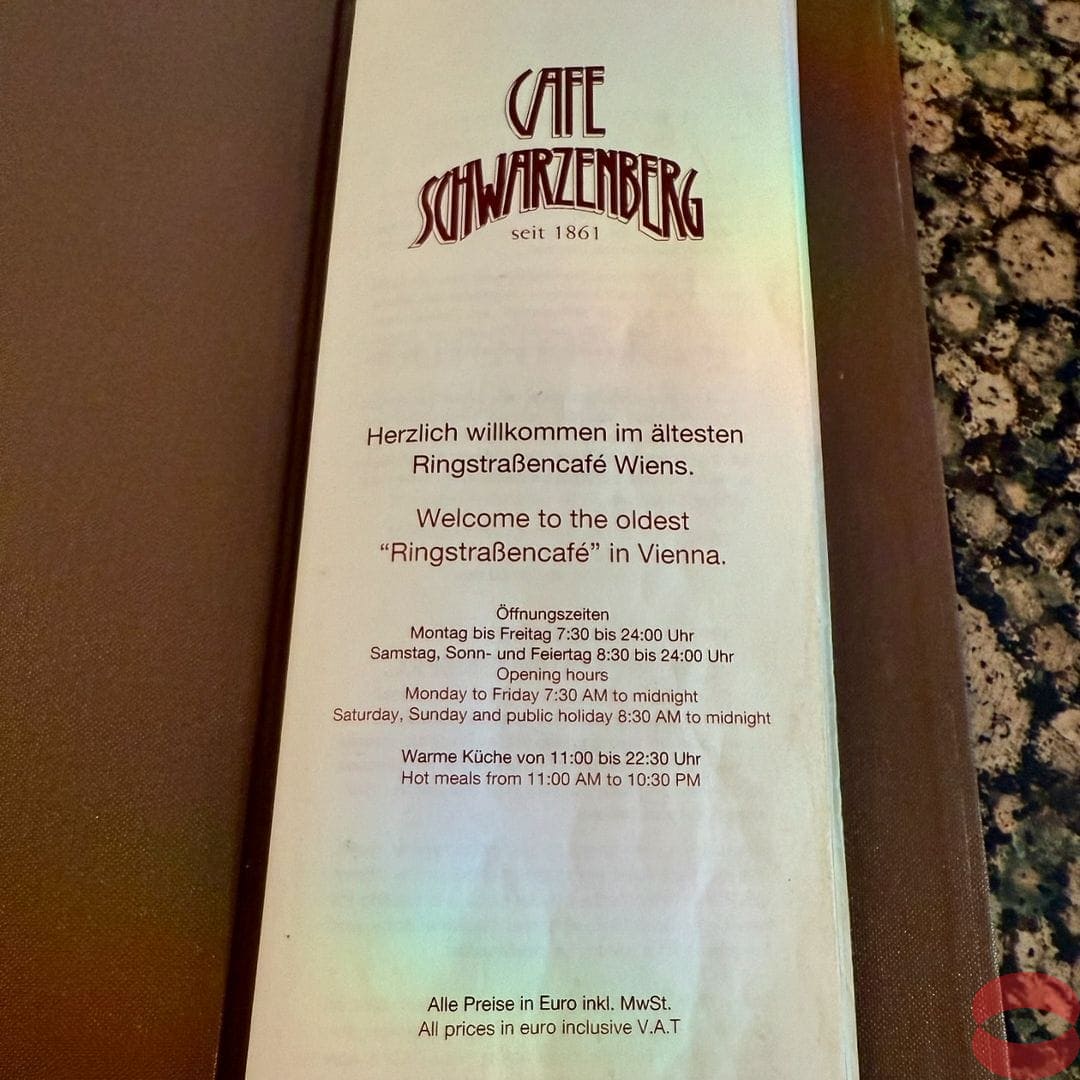 CAFE
SCHWARZENBERG
seit 1861
Herzlich willkommen im ältesten
Ringstraßencafé Wiens.
Welcome to the oldest
“Ringstraßencafé” in Vienna.
Öffnungszeiten
Montag bis Freitag 7:30 bis 24:00 Uhr
Samstag, Sonn- und Feiertag 8:30 bis 24:00 Uhr
Opening hours
Monday to Friday 7:30 AM to midnight
Saturday, Sunday and public holiday 8:30 AM to midnight
Warme Küche von 11:00 bis 22:30 Uhr
Hot meals from 11:00 AM to 10:30 PM
Alle Preise in Euro inkl. MwSt.
All prices in euro inclusive V.A.T